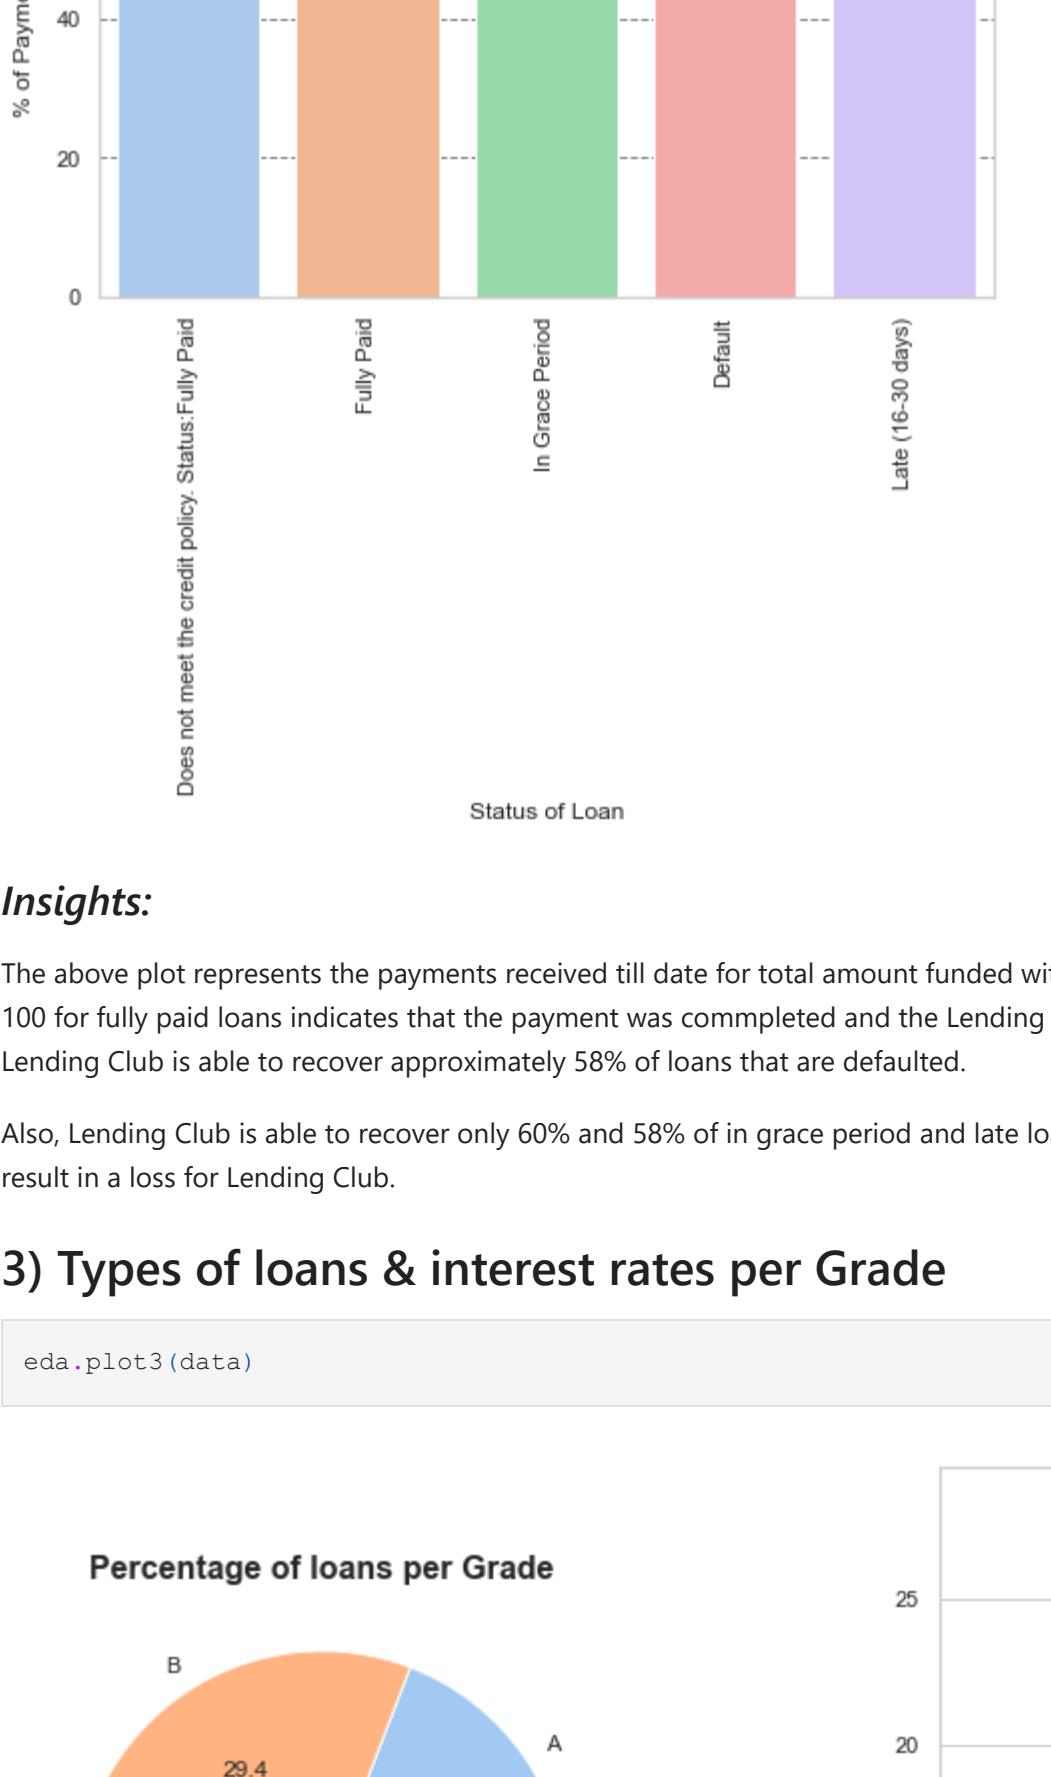 40
% of Payme
20
0
Does not meet the credit policy. Status:Fully Paid
Fully Paid
In Grace Period
Default
Late (16-30 days)
Status of Loan
Insights:
The above plot represents the payments received till date for total amount funded wit
100 for fully paid loans indicates that the payment was commpleted and the Lending
Lending Club is able to recover approximately 58% of loans that are defaulted.
Also, Lending Club is able to recover only 60% and 58% of in grace period and late loa
result in a loss for Lending Club.
3) Types of loans & interest rates per Grade
eda.plot3(data)
Percentage of loans per Grade
B
A
29.4
25
20